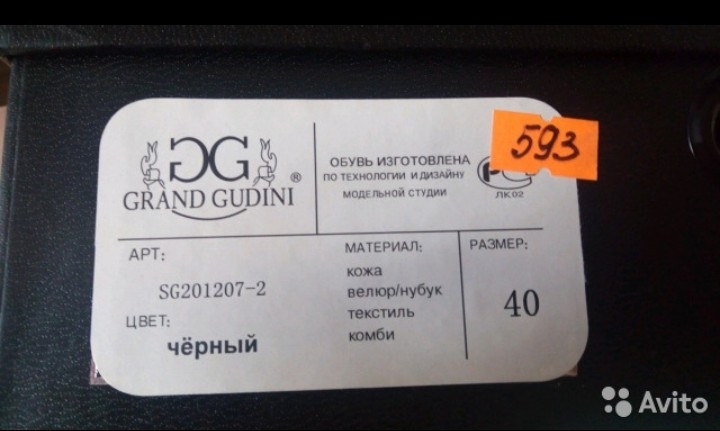 GG
GRAND GUDINI ®
ОБУВЬ ИЗГОТОВЛЕНА
ПО ТЕХНОЛОГИИ И ДИЗАЙНУ
МОДЕЛЬНОЙ СТУДИИ
ЛК02
593
АРТ:
SG201207-2
ЦВЕТ:
чёрный
МАТЕРИАЛ:
кожа
велюр/нубук
текстиль
комби
РАЗМЕР:
40
Avito